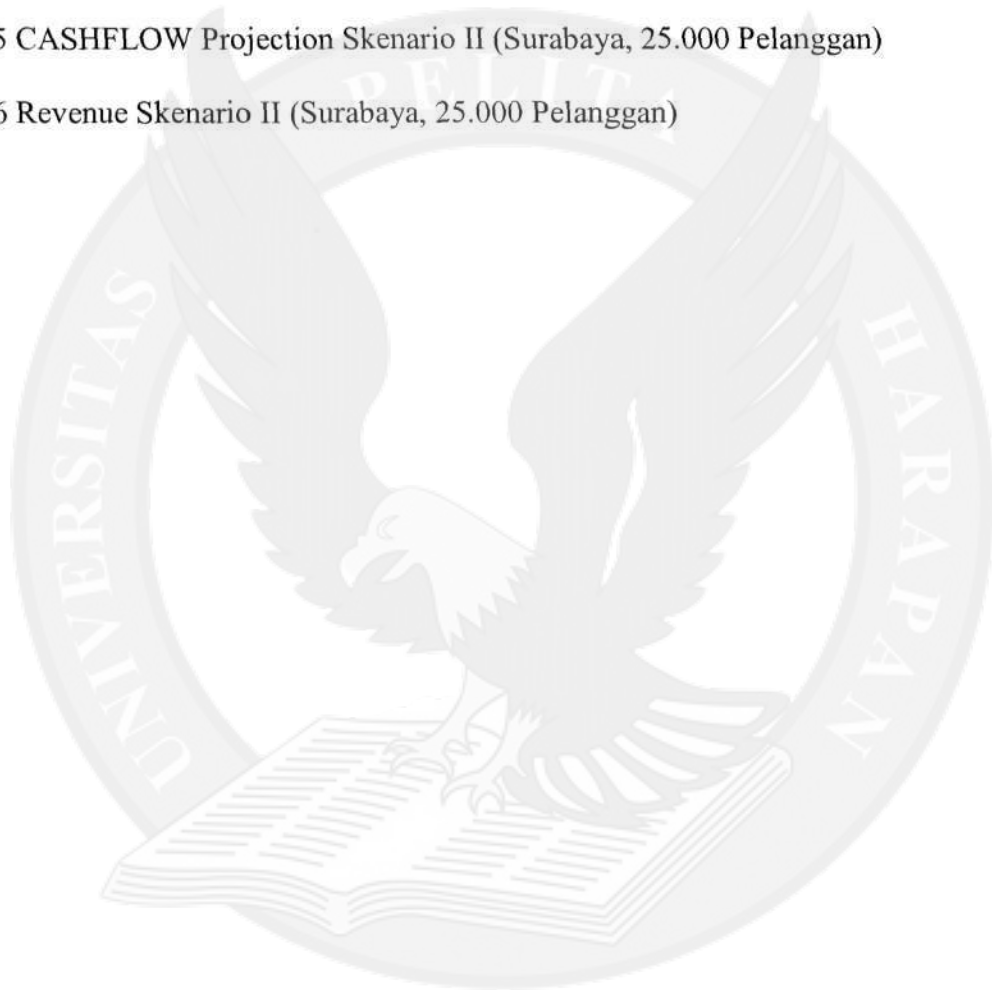 5 CASHFLOW Projection Skenario II (Surabaya, 25.000 Pelanggan)
6 Revenue Skenario II (Surabaya, 25.000 Pelanggan)
UNIVERSITAS PELITA HARAPAN